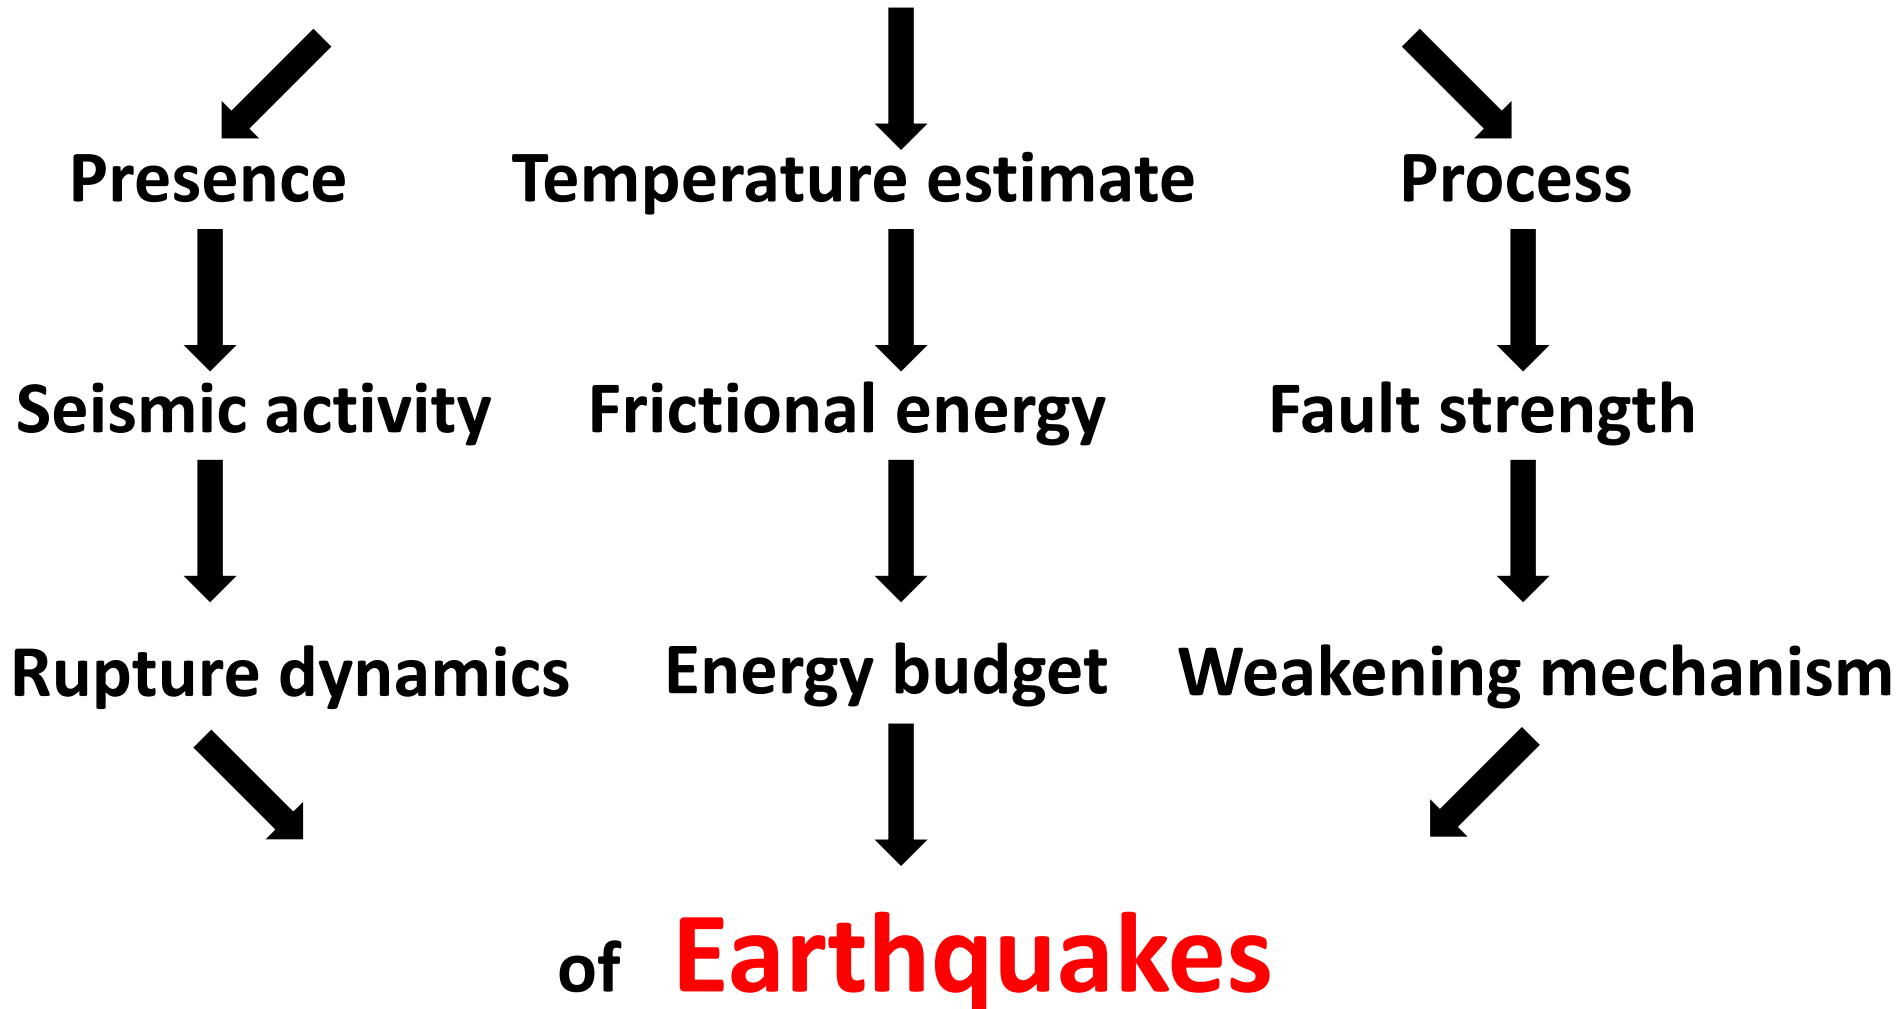 Presence Temperature estimate Process
Seismic activity Frictional energy Fault strength
Rupture dynamics Energy budget Weakening mechanism
of Earthquakes